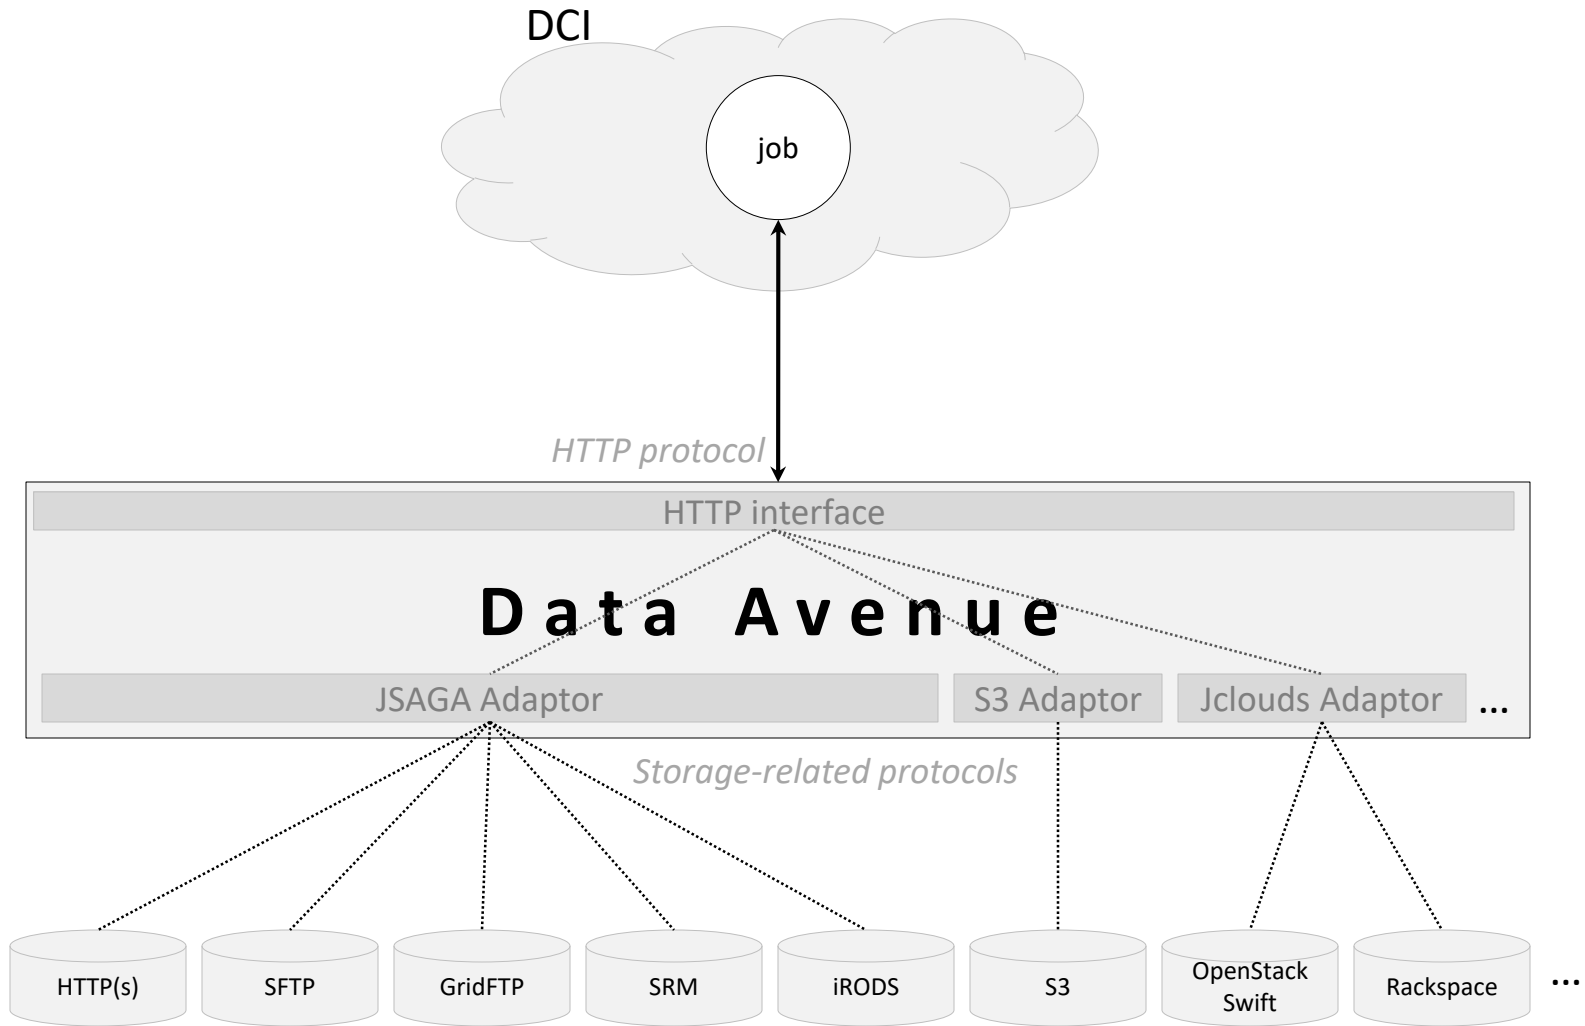 DCI
job
HTTP protocol
HTTP interface
Data Avenue
JSAGA Adaptor
S3 Adaptor
Jclouds Adaptor
...
Storage-related protocols
HTTP(s)
SFTP
GridFTP
SRM
iRODS
S3
OpenStack
Swift
Rackspace
...